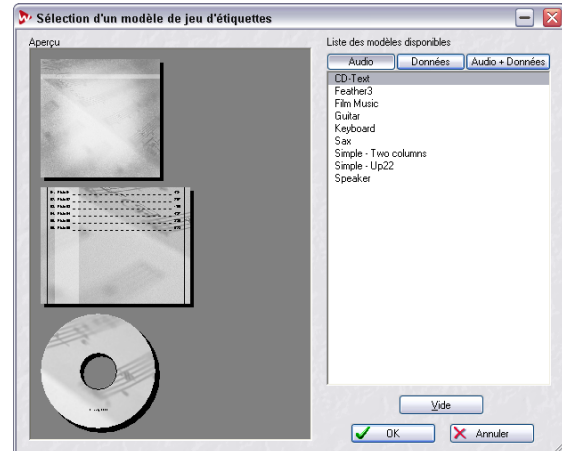 Sélection d'un modèle de jeu d'étiquettes
Aperçu
Liste des modèles disponibles
Audio
Données
Audio + Données
CD-Text
Feather3
Film Music
Guitar
Keyboard
Sax
Simple - Two columns
Simple - Up22
Speaker
Vide
OK
Annuler